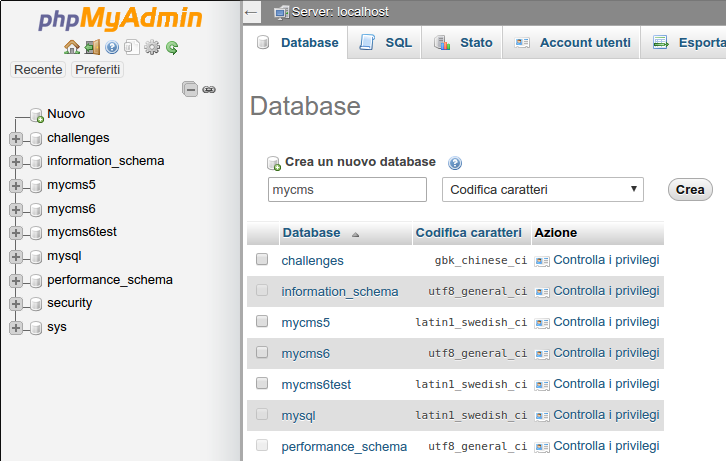 phpMyAdmin
Recente Preferiti
Nuovo
challenges
information_schema
mycms5
mycms6
mycms6test
mysql
performance_schema
security
sys
Server: localhost
Database SQL Stato Account utenti Esporta
Database
Crea un nuovo database
mycms Codifica caratteri Crea
Database Codifica caratteri Azione
challenges gbk_chinese_ci Controlla i privilegi
information_schema utf8_general_ci Controlla i privilegi
mycms5 latin1_swedish_ci Controlla i privilegi
mycms6 utf8_general_ci Controlla i privilegi
mycms6test latin1_swedish_ci Controlla i privilegi
mysql latin1_swedish_ci Controlla i privilegi
performance_schema utf8_general_ci Controlla i privilegi